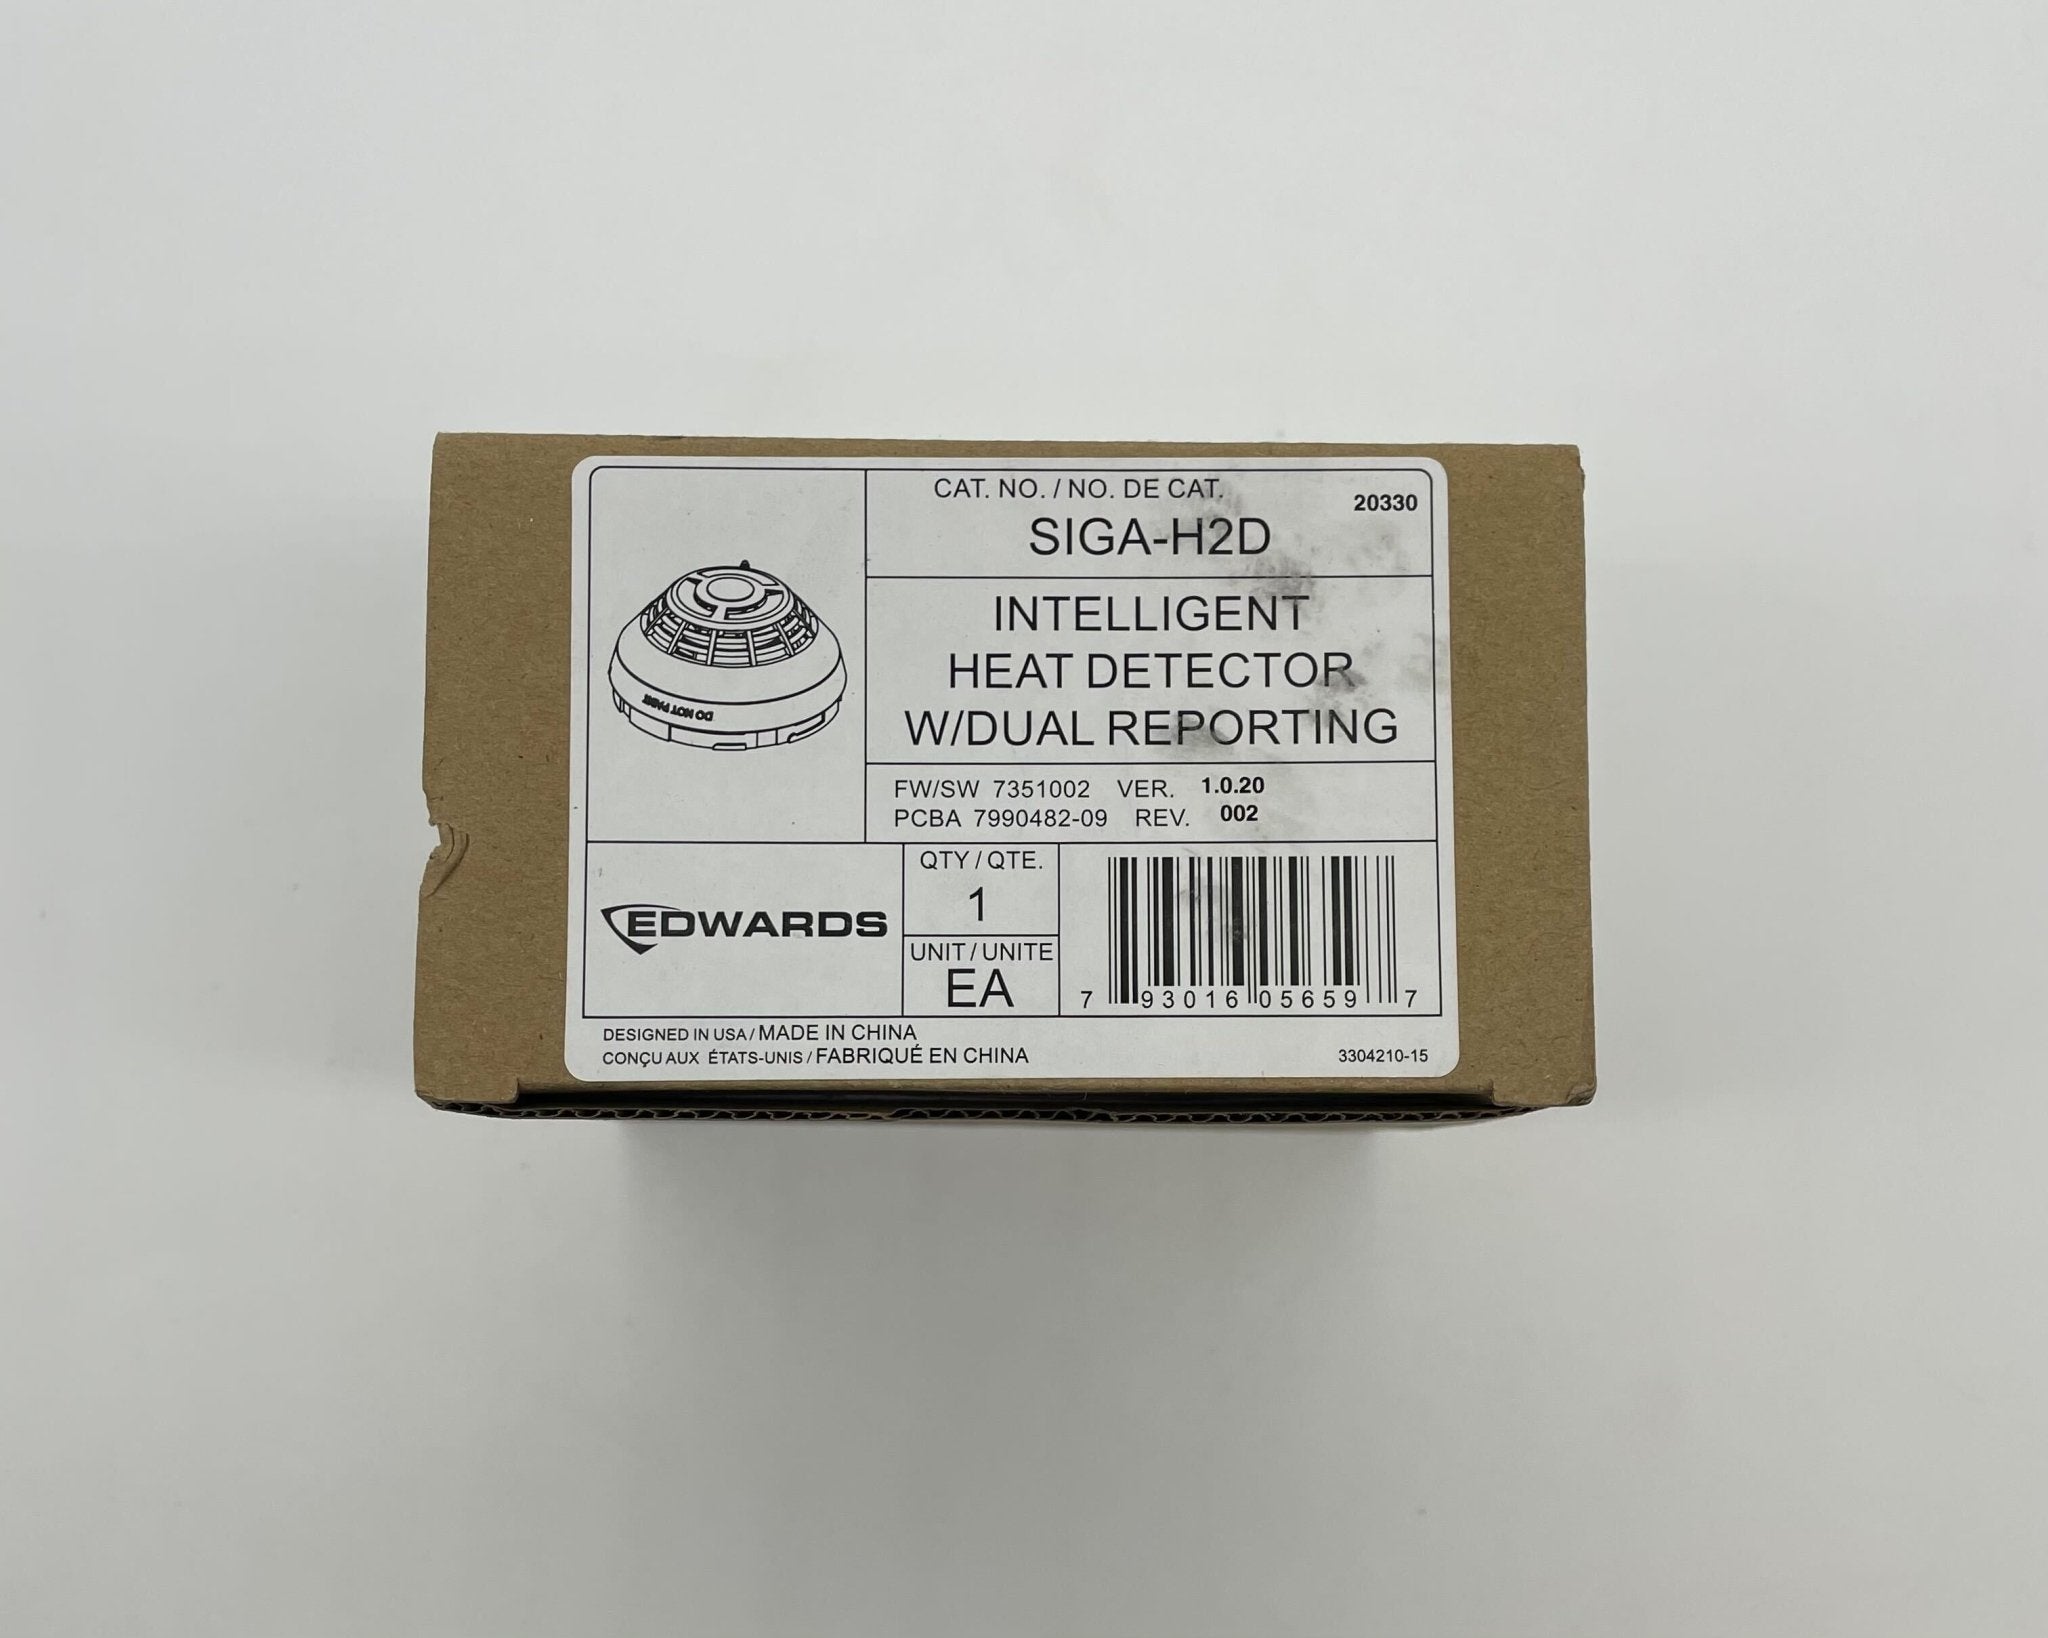 CAT. NO. / NO. DE CAT.
20330
SIGA-H2D
INTELLIGENT
HEAT DETECTOR
W/DUAL REPORTING
DO NOT PAINT
FW/SW 7351002 VER. 1.0.20
PCBA 7990482-09 REV. 002
EDWARDS
QTY / QTE.
1
UNIT / UNITE
EA
7 93016 05659 7
DESIGNED IN USA / MADE IN CHINA
CONÇU AUX ÉTATS-UNIS / FABRIQUÉ EN CHINA
3304210-15